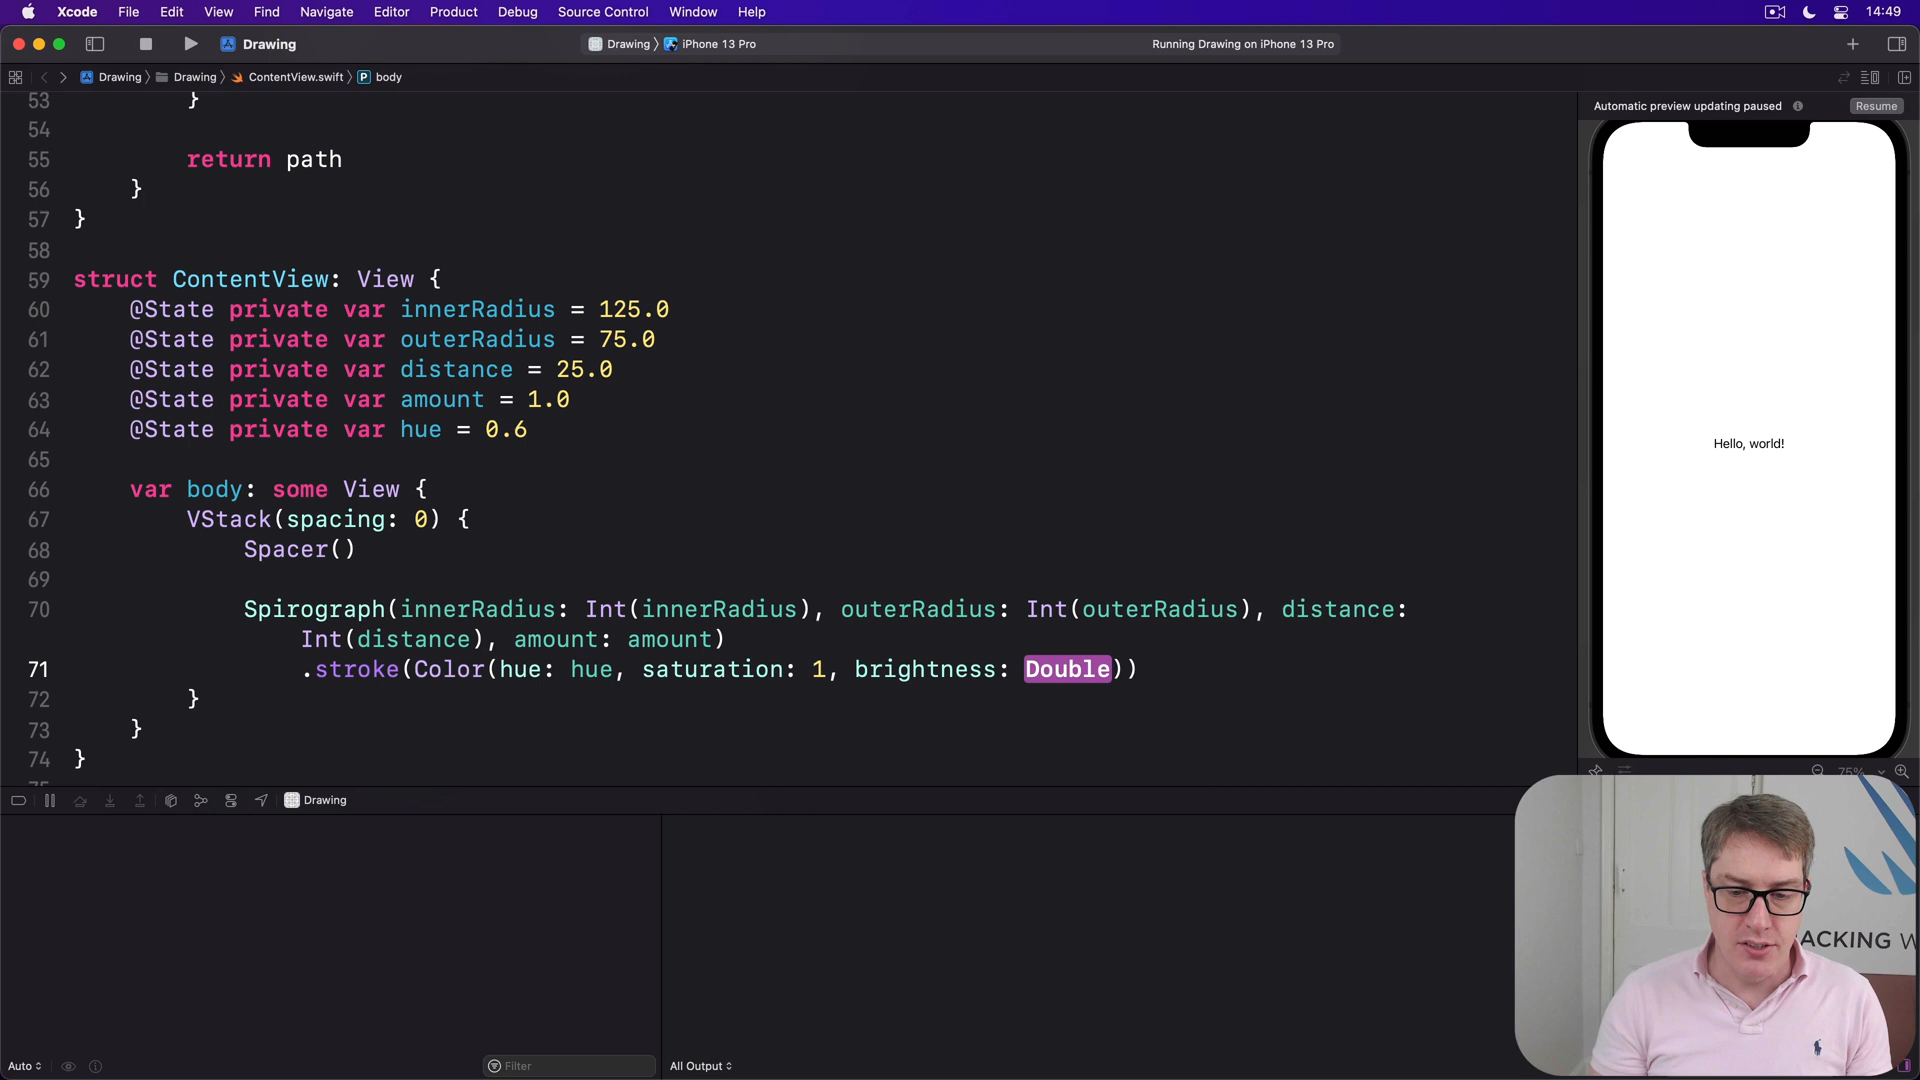 Xcode File Edit View Find Navigate Editor Product Debug Source Control Window Help 14:49
Drawing Drawing 〉 iPhone 13 Pro Running Drawing on iPhone 13 Pro
Drawing 〉 Drawing 〉 ContentView.swift 〉 P body
Automatic preview updating paused Resume
53 }
54
55 return path
56 }
57 }
58
59 struct ContentView: View {
60 @State private var innerRadius = 125.0
61 @State private var outerRadius = 75.0
62 @State private var distance = 25.0
63 @State private var amount = 1.0
64 @State private var hue = 0.6
65
66 var body: some View {
67 VStack(spacing: 0) {
68 Spacer()
69
70 Spirograph(innerRadius: Int(innerRadius), outerRadius: Int(outerRadius), distance:
Int(distance), amount: amount)
71 .stroke(Color(hue: hue, saturation: 1, brightness: Double))
72 }
73 }
74 }
Hello, world!
75%
Drawing
ACKING W
Auto Filter All Output